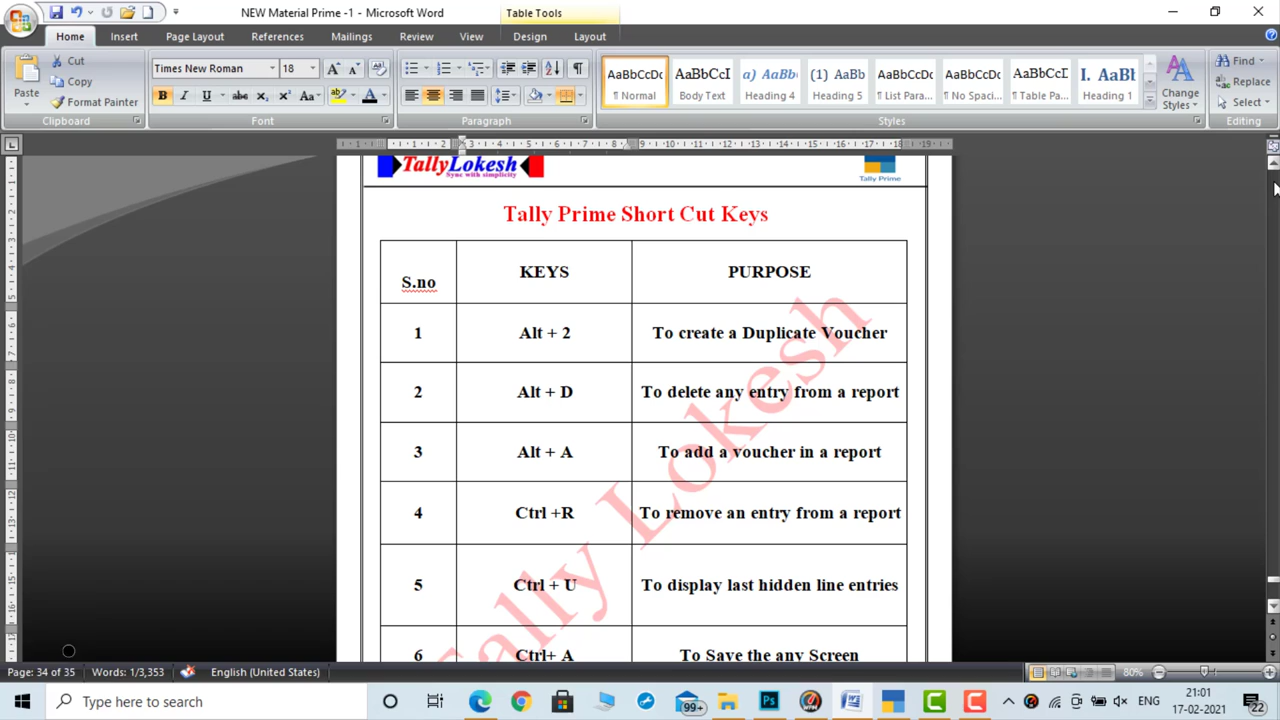 NEW Material Prime -1 - Microsoft Word
Table Tools
Home Insert Page Layout References Mailings Review View Design Layout
Cut
Copy
Format Painter
Paste
Times New Roman 18
AaBbCcDc AaBbCcI a) AaBb (1) AaBb AaBbCcDc AaBbCcDc AaBbCcD I. AaBb
¶ Normal Body Text Heading 4 Heading 5 ¶ List Para... ¶ No Spaci... ¶ Table Pa... Heading 1
Change
Styles
Find
Replace
Select
Clipboard Font Paragraph Styles Editing
TallyLokesh
Sync with simplicity
Tally Prime
Tally Prime Short Cut Keys
S.no KEYS PURPOSE
1 Alt + 2 To create a Duplicate Voucher
2 Alt + D To delete any entry from a report
3 Alt + A To add a voucher in a report
4 Ctrl +R To remove an entry from a report
5 Ctrl + U To display last hidden line entries
6 Ctrl+ A To Save the any Screen
Tally Lokesh
Page: 34 of 35 Words: 1/3,353 English (United States) 80%
Type here to search
99+
ENG
21:01
17-02-2021
22